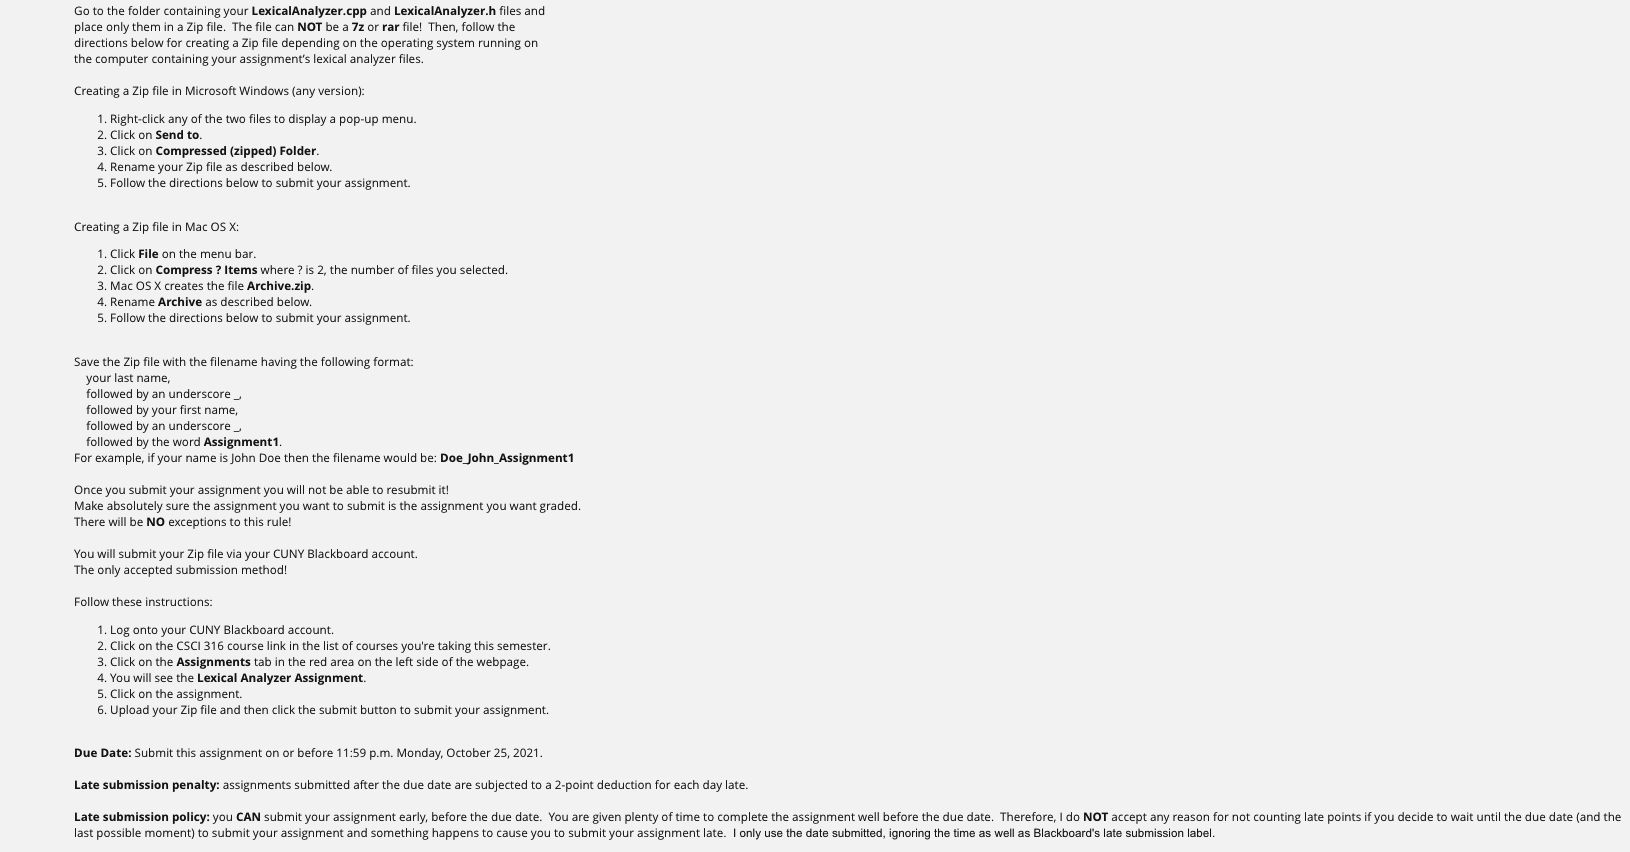 Go to the folder containing your LexicalAnalyzer.cpp and LexicalAnalyzer.h files and
place only them in a Zip file.  The file can NOT be a 7z or rar file!  Then, follow the
directions below for creating a Zip file depending on the operating system running on
the computer containing your assignment's lexical analyzer files.
Creating a Zip file in Microsoft Windows (any version):
1. Right-click any of the two files to display a pop-up menu.
2. Click on Send to.
3. Click on Compressed (zipped) Folder.
4. Rename your Zip file as described below.
5. Follow the directions below to submit your assignment.
Creating a Zip file in Mac OS X:
1. Click File on the menu bar.
2. Click on Compress ? Items where ? is 2, the number of files you selected.
3. Mac OS X creates the file Archive.zip.
4. Rename Archive as described below.
5. Follow the directions below to submit your assignment.
Save the Zip file with the filename having the following format:
your last name,
followed by an underscore _,
followed by your first name,
followed by an underscore _,
followed by the word Assignment1.
For example, if your name is John Doe then the filename would be: Doe_John_Assignment1
Once you submit your assignment you will not be able to resubmit it!
Make absolutely sure the assignment you want to submit is the assignment you want graded.
There will be NO exceptions to this rule!
You will submit your Zip file via your CUNY Blackboard account.
The only accepted submission method!
Follow these instructions:
1. Log onto your CUNY Blackboard account.
2. Click on the CSCI 316 course link in the list of courses you're taking this semester.
3. Click on the Assignments tab in the red area on the left side of the webpage.
4. You will see the Lexical Analyzer Assignment.
5. Click on the assignment.
6. Upload your Zip file and then click the submit button to submit your assignment.
Due Date: Submit this assignment on or before 11:59 p.m. Monday, October 25, 2021.
Late submission penalty: assignments submitted after the due date are subjected to a 2-point deduction for each day late.
Late submission policy: you CAN submit your assignment early, before the due date.  You are given plenty of time to complete the assignment well before the due date.  Therefore, I do NOT accept any reason for not counting late points if you decide to wait until the due date (and the
last possible moment) to submit your assignment and something happens to cause you to submit your assignment late.  I only use the date submitted, ignoring the time as well as Blackboard's late submission label.